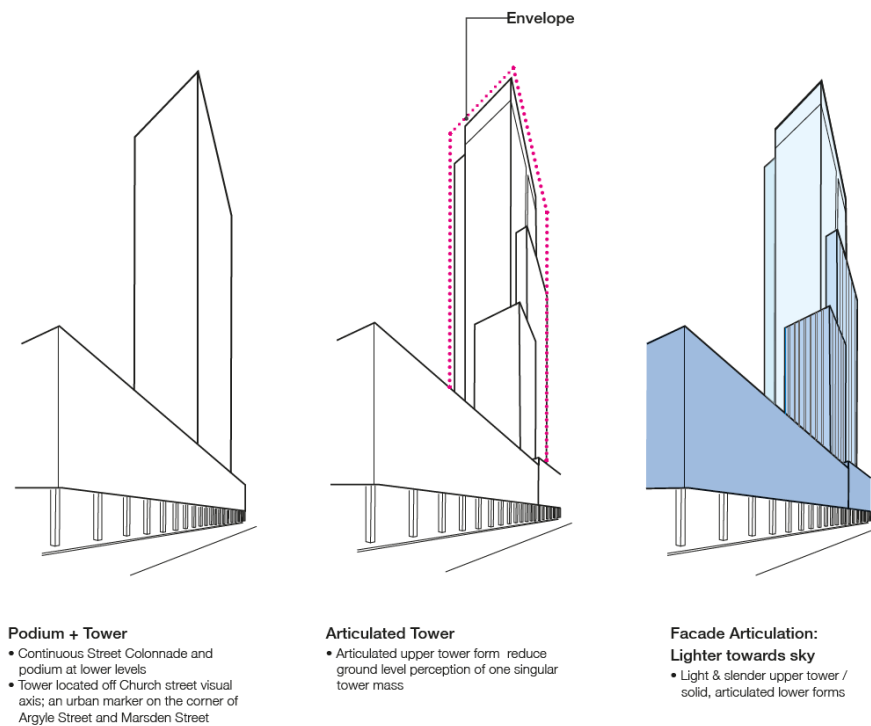 Envelope
Podium + Tower
• Continuous Street Colonnade and
podium at lower levels
• Tower located off Church street visual
axis; an urban marker on the corner of
Argyle Street and Marsden Street
Articulated Tower
• Articulated upper tower form reduce
ground level perception of one singular
tower mass
Facade Articulation:
Lighter towards sky
• Light & slender upper tower /
solid, articulated lower forms